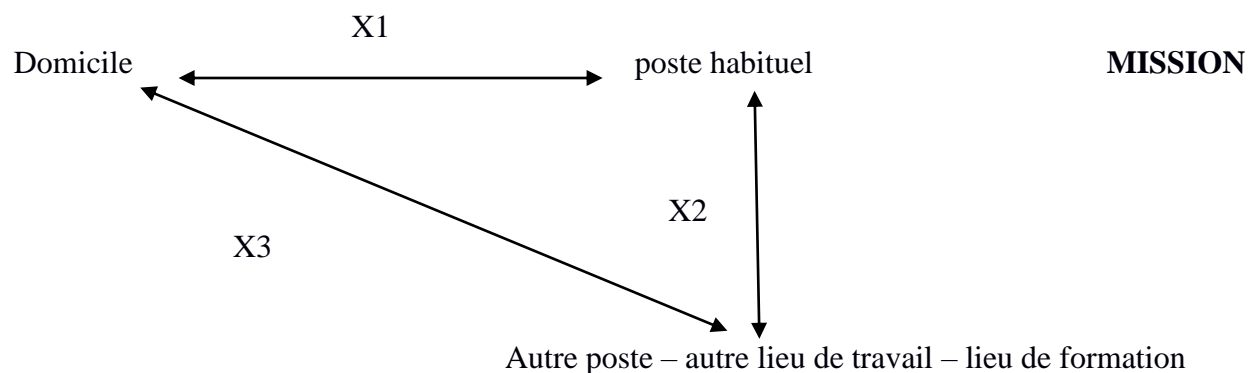 X1
Domicile poste habituel MISSION
X2
X3
Autre poste – autre lieu de travail – lieu de formation